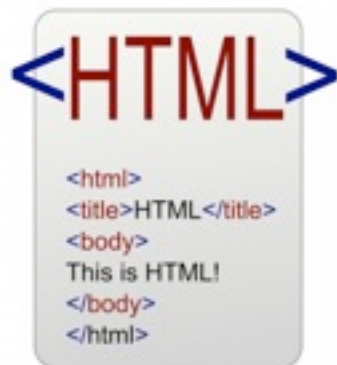 <HTML>
<html>
<title>HTML</title>
<body>
This is HTML!
</body>
</html>